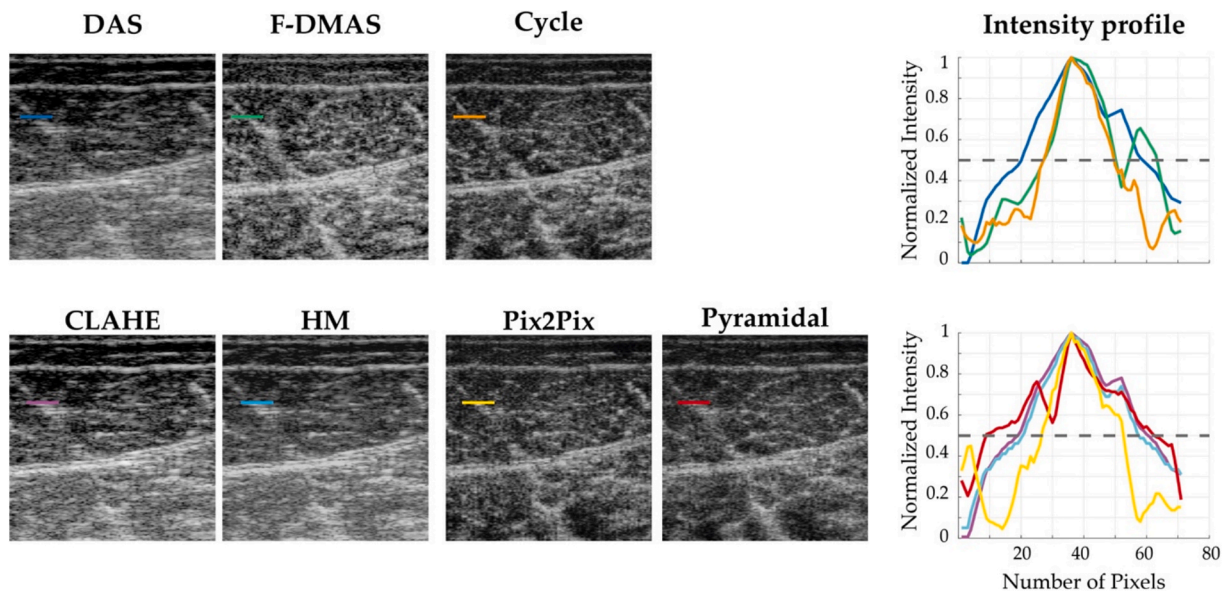 DAS F-DMAS Cycle Intensity profile
1
0.8
0.6
0.4
0.2
0
Normalized Intensity
CLAHE HM Pix2Pix Pyramidal
1
0.8
0.6
0.4
0.2
0
Normalized Intensity
20 40 60 80
Number of Pixels